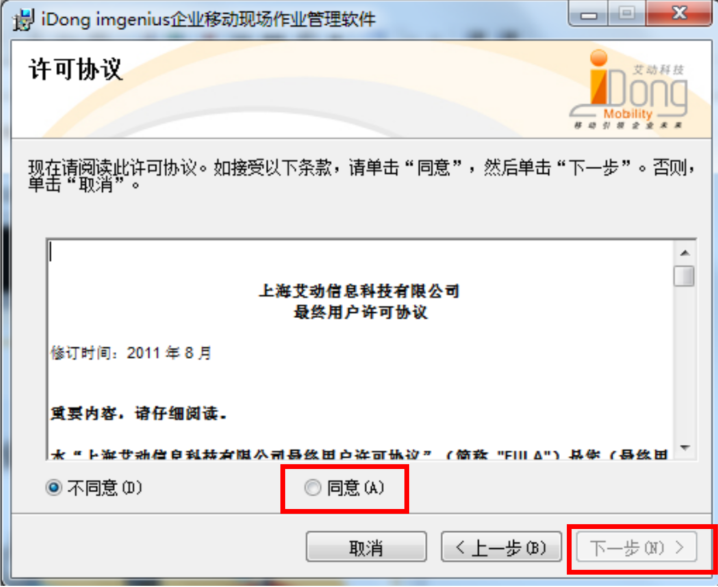 iDong imgenius企业移动现场作业管理软件
许可协议
艾动科技
iDong
Mobility
移动引领企业未来
现在请阅读此许可协议。如接受以下条款，请单击“同意”，然后单击“下一步”。否则，
单击“取消”。
上海艾动信息科技有限公司
最终用户许可协议
修订时间：2011 年 8 月
重要内容，请仔细阅读。
本“上海艾动信息科技有限公司最终用户许可协议”（简称 "EULA"）是您（最终用
不同意(D)
同意(A)
取消
< 上一步(B)
下一步(N) >